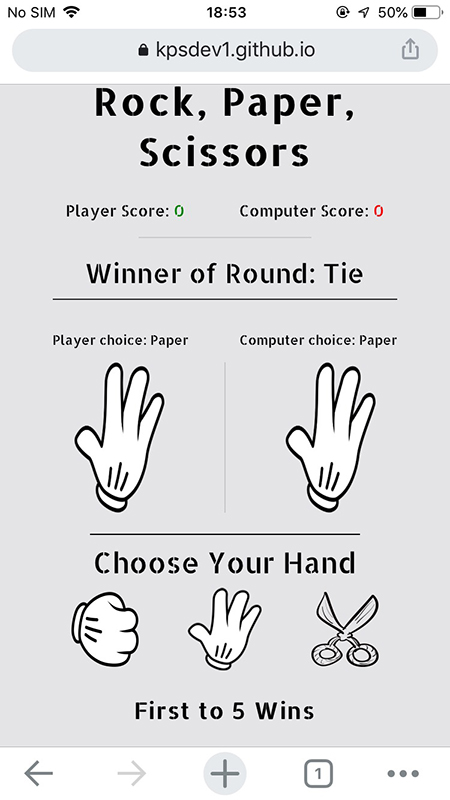 No SIM 18:53 50%
kpsdev1.github.io
Rock, Paper,
Scissors
Player Score: 0 Computer Score: 0
Winner of Round: Tie
Player choice: Paper Computer choice: Paper
Choose Your Hand
First to 5 Wins
1